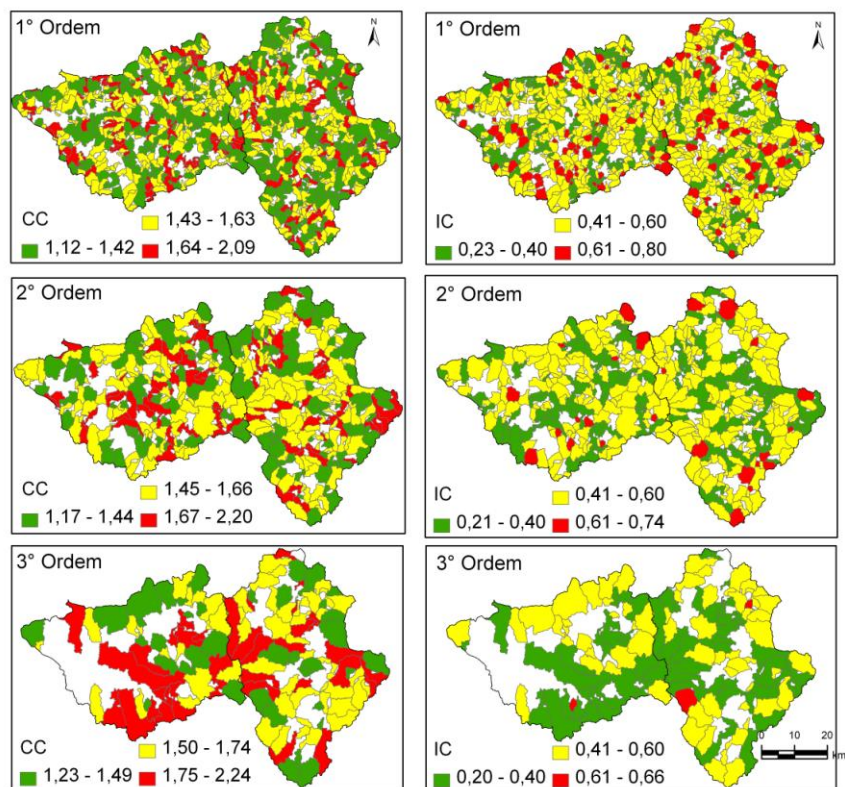 1° Ordem
N
CC
1,43 - 1,63
1,12 - 1,42
1,64 - 2,09
1° Ordem
N
IC
0,41 - 0,60
0,23 - 0,40
0,61 - 0,80
2° Ordem
CC
1,45 - 1,66
1,17 - 1,44
1,67 - 2,20
2° Ordem
IC
0,41 - 0,60
0,21 - 0,40
0,61 - 0,74
3° Ordem
CC
1,50 - 1,74
1,23 - 1,49
1,75 - 2,24
3° Ordem
IC
0,41 - 0,60
0,20 - 0,40
0,61 - 0,66
0 5 10 20
km